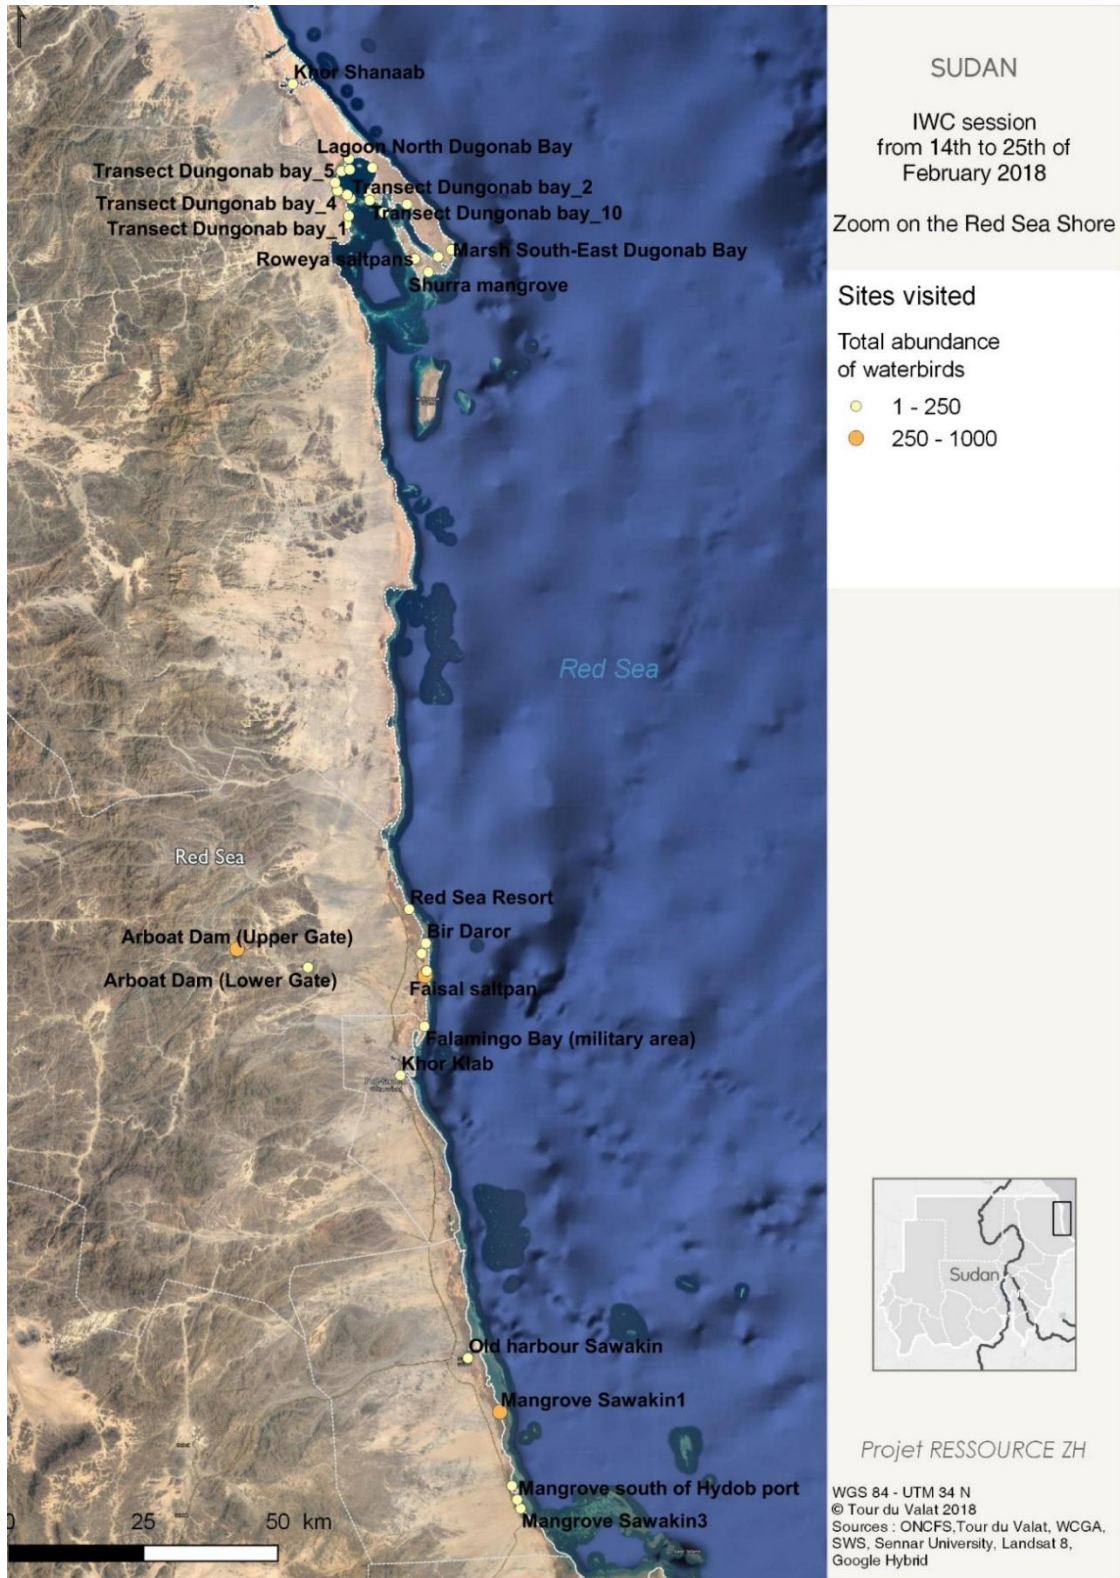 Khor Shanaab
Lagoon North Dugonab Bay
Transect Dungonab bay_5
Transect Dungonab bay_2
Transect Dungonab bay_4
Transect Dungonab bay_10
Transect Dungonab bay_1
Marsh South-East Dugonab Bay
Roweya saltpans
Shurra mangrove
Red Sea
Red Sea
Red Sea Resort
Bir Daror
Arboat Dam (Upper Gate)
Arboat Dam (Lower Gate)
Faisal saltpan
Falamingo Bay (military area)
Khor Klab
Old harbour Sawakin
Mangrove Sawakin1
Mangrove south of Hydob port
Mangrove Sawakin3
0 25 50 km
SUDAN
IWC session
from 14th to 25th of
February 2018
Zoom on the Red Sea Shore
Sites visited
Total abundance
of waterbirds
1 - 250
250 - 1000
Sudan
Projet RESSOURCE ZH
WGS 84 - UTM 34 N
© Tour du Valat 2018
Sources : ONCFS,Tour du Valat, WCGA,
SWS, Sennar University, Landsat 8,
Google Hybrid